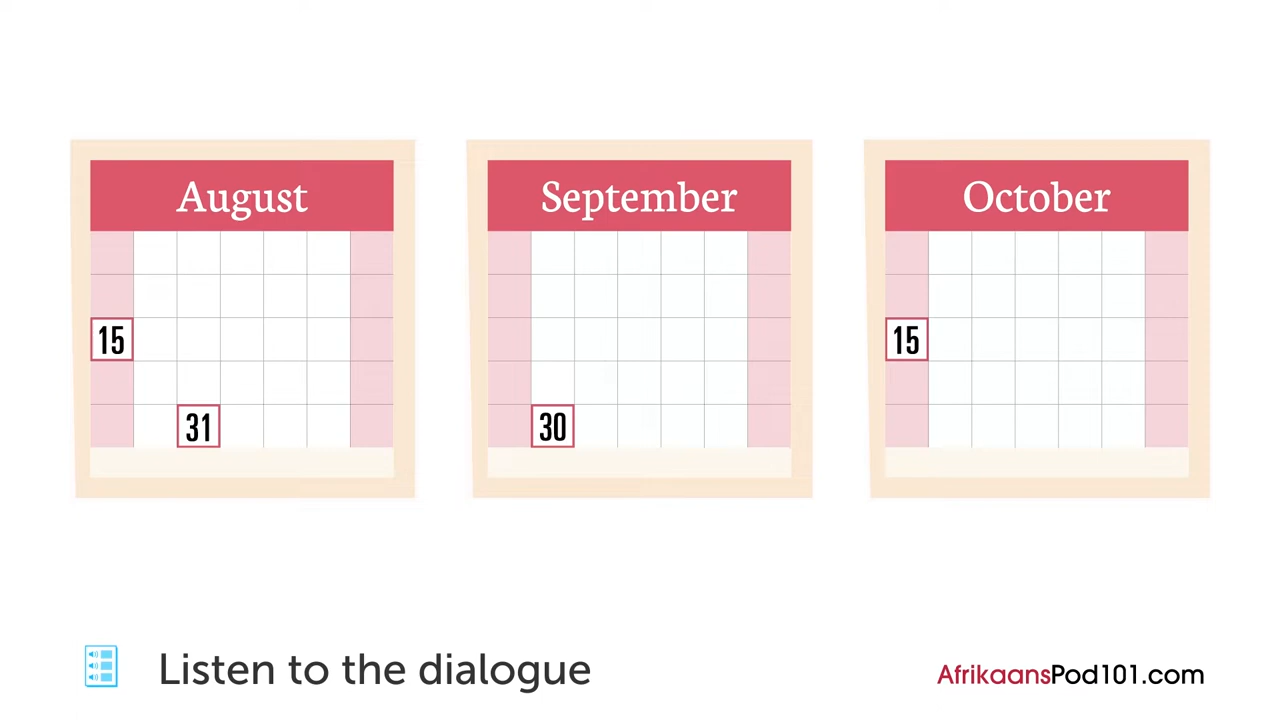 August
September
October
15
15
31
30
Listen to the dialogue
AfrikaansPod101.com